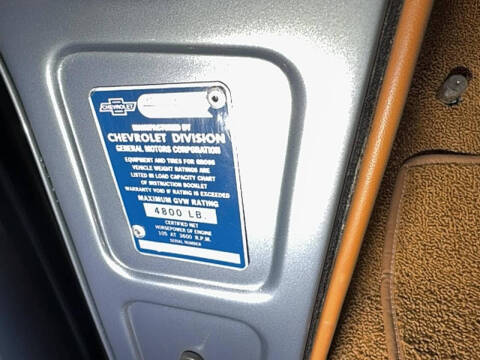 CHEVROLET
MANUFACTURED BY
CHEVROLET DIVISION
GENERAL MOTORS CORPORATION
EQUIPMENT AND TIRES FOR GROSS
VEHICLE WEIGHT RATINGS ARE
LISTED IN LOAD CAPACITY CHART
OF INSTRUCTION BOOKLET
WARRANTY VOID IF RATING IS EXCEEDED
MAXIMUM GVW RATING
4800 LB.
CERTIFIED NET
HORSEPOWER OF ENGINE
105 AT 3600 R.P.M.
SERIAL NUMBER